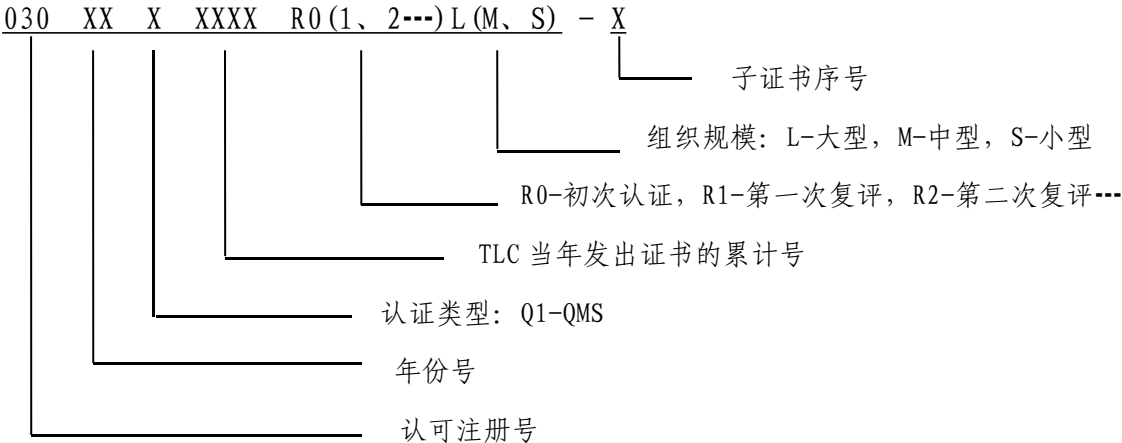 030 XX X XXXX R0(1、2---)L(M、S) - X
子证书序号
组织规模：L-大型，M-中型，S-小型
R0-初次认证，R1-第一次复评，R2-第二次复评---
TLC 当年发出证书的累计号
认证类型：Q1-QMS
年份号
认可注册号